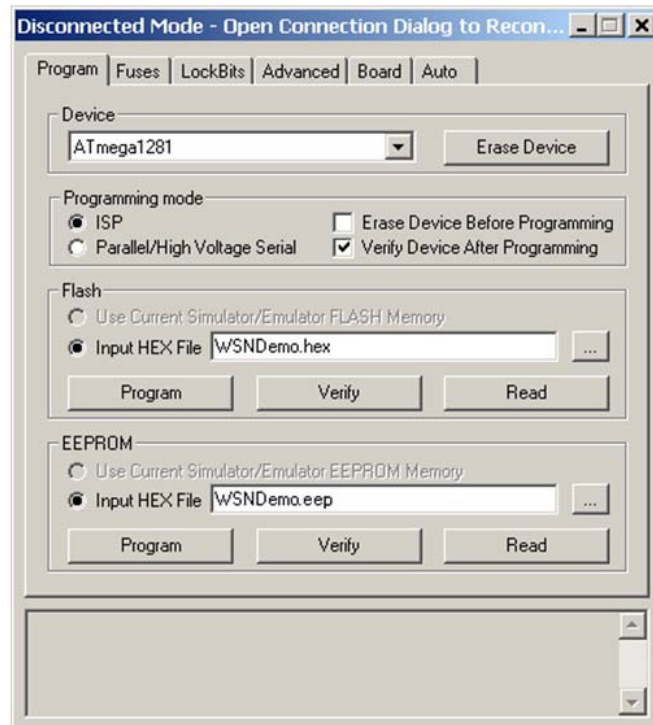 Disconnected Mode - Open Connection Dialog to Recon...
Program Fuses LockBits Advanced Board Auto
Device
ATmega1281 Erase Device
Programming mode
ISP Erase Device Before Programming
Parallel/High Voltage Serial Verify Device After Programming
Flash
Use Current Simulator/Emulator FLASH Memory
Input HEX File WSNDemo.hex ...
Program Verify Read
EEPROM
Use Current Simulator/Emulator EEPROM Memory
Input HEX File WSNDemo.eep ...
Program Verify Read